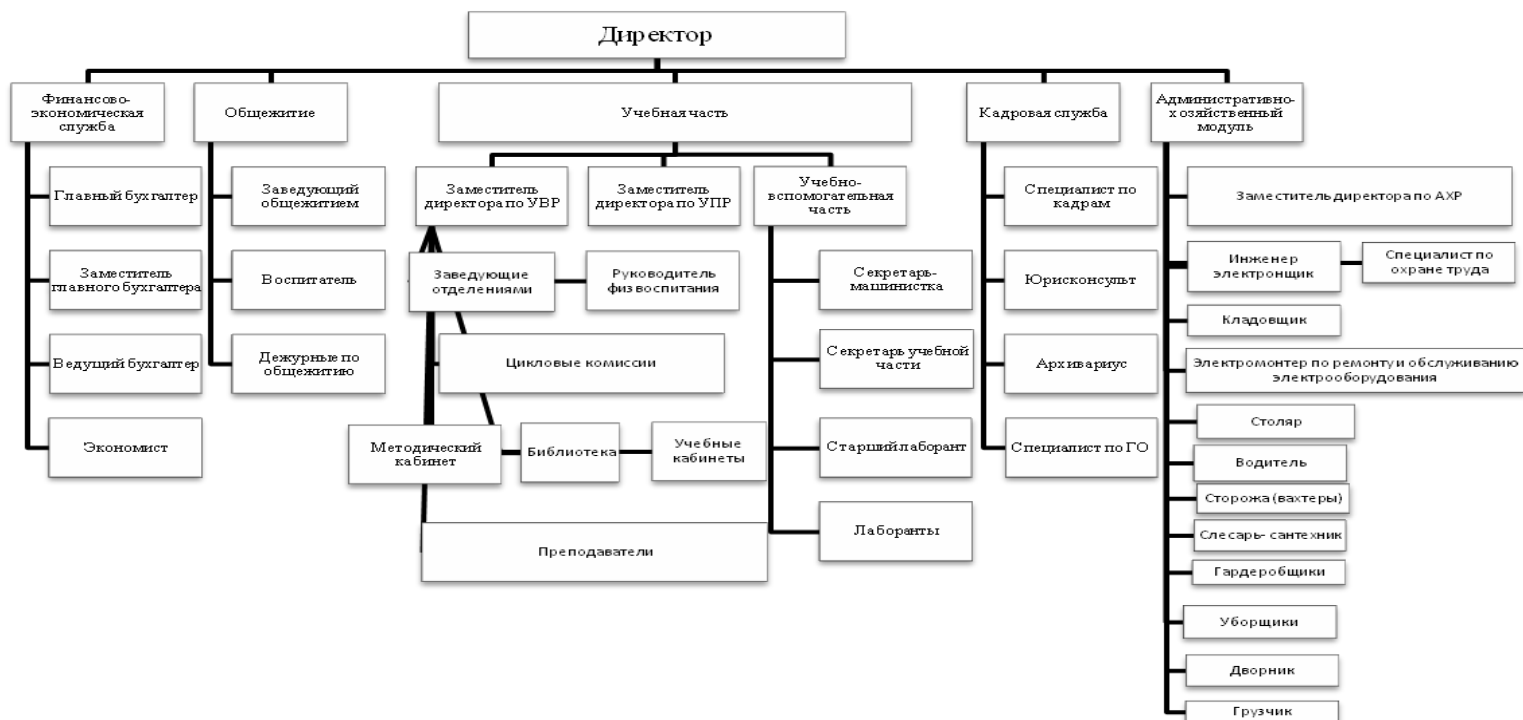 Директор
Финансово-
экономическая
служба
Общежитие
Учебная часть
Кадровая служба
Административно-
хозяйственный
модуль
Главный бухгалтер
Заместитель
главного бухгалтера
Ведущий бухгалтер
Экономист
Заведующий
общежитием
Воспитатель
Дежурные по
общежитию
Заместитель
директора по УВР
Заместитель
директора по УПР
Учебно-
вспомогательная
часть
Заведующие
отделениями
Руководитель
физвоспитания
Цикловые комиссии
Методический
кабинет
Библиотека
Учебные
кабинеты
Преподаватели
Секретарь-
машинистка
Секретарь учебной
части
Старший лаборант
Лаборанты
Специалист по
кадрам
Юрисконсульт
Архивариус
Специалист по ГО
Заместитель директора по АХР
Инженер
электронщик
Специалист по
охране труда
Кладовщик
Электромонтер по ремонту и обслуживанию
электрооборудования
Столяр
Водитель
Сторожа (вахтеры)
Слесарь- сантехник
Гардеробщики
Уборщики
Дворник
Грузчик